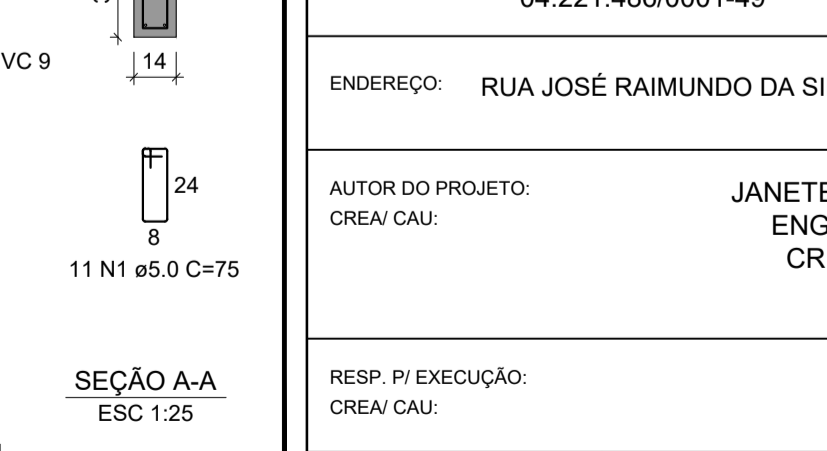 VC 9
14
24
8
11 N1 ø5.0 C=75
SEÇÃO A-A
ESC 1:25
ENDEREÇO: RUA JOSÉ RAIMUNDO DA SI
AUTOR DO PROJETO:
CREA/ CAU:
JANETE
ENG
CR
RESP. P/ EXECUÇÃO:
CREA/ CAU: